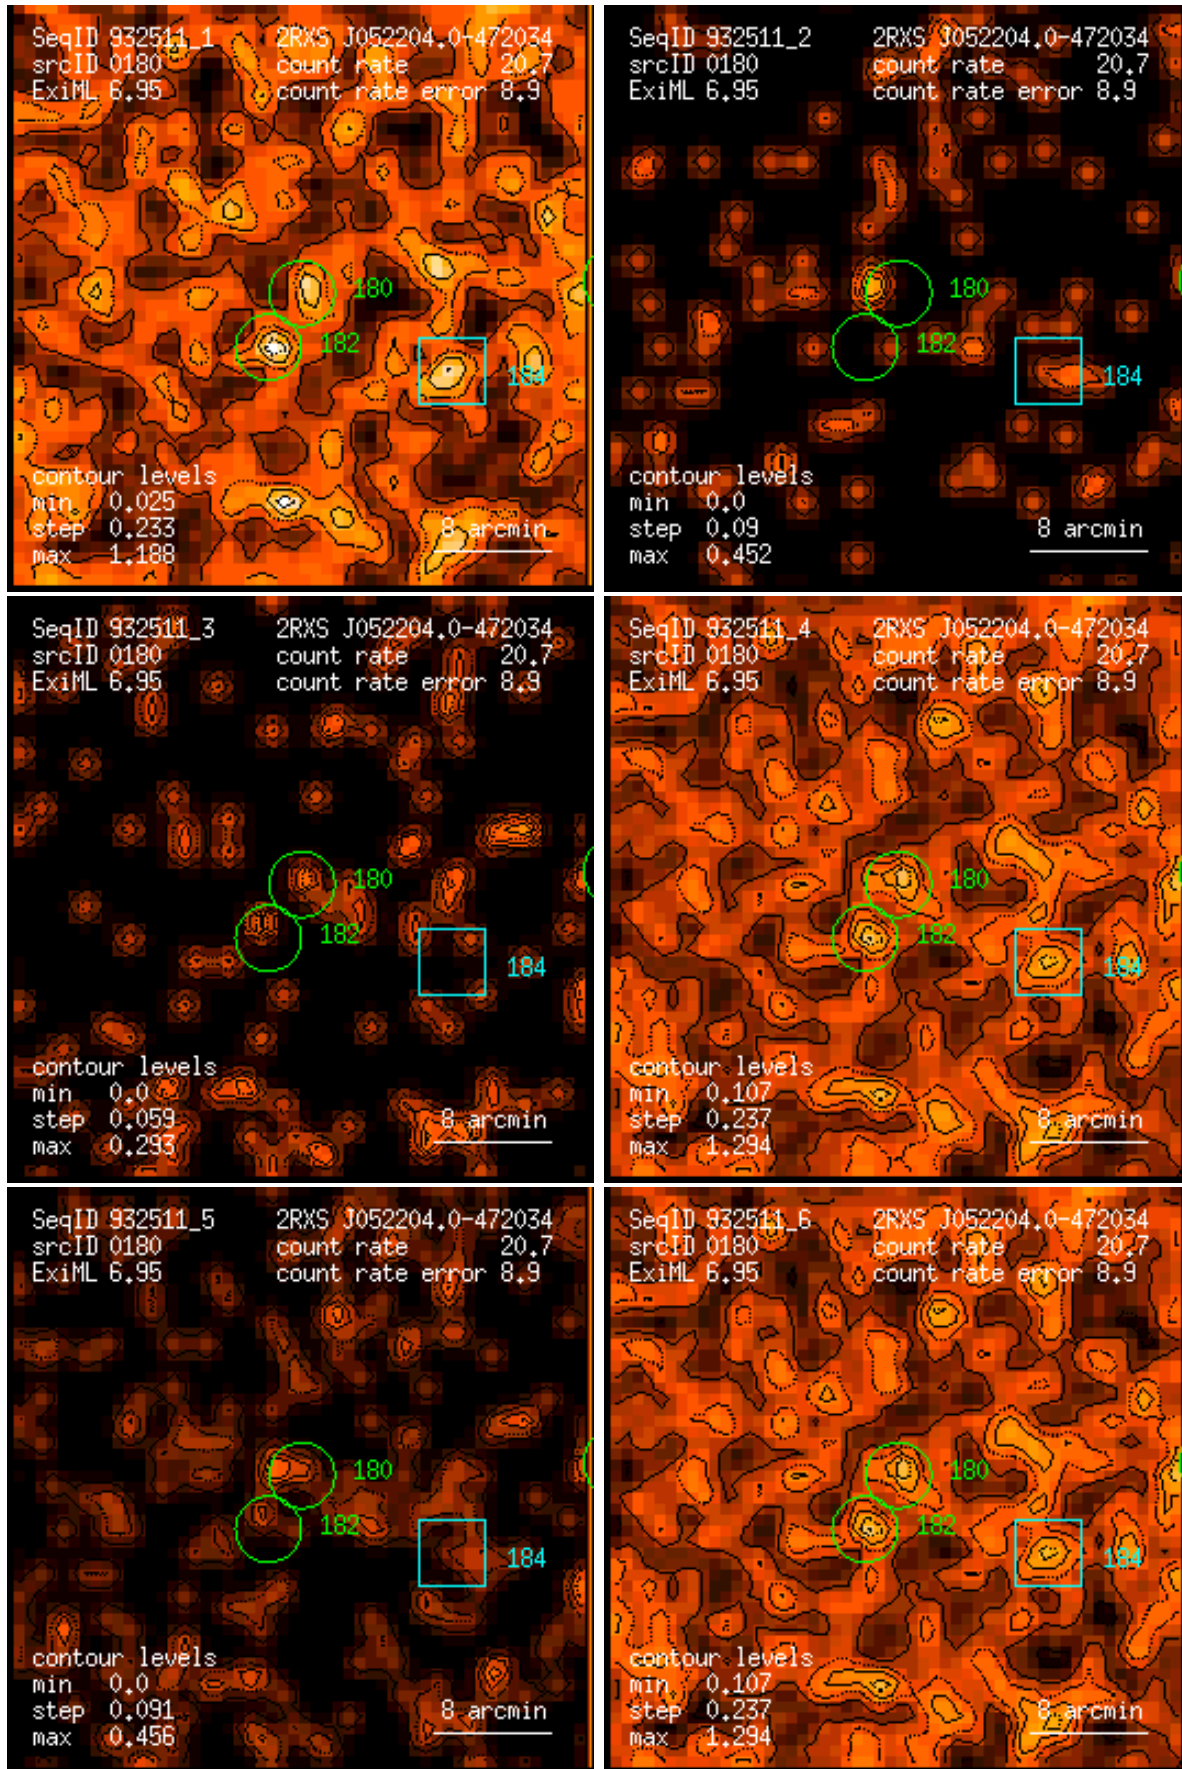 SeqID 932511_1 2RXS J052204.0-472034
srcID 0180 count rate 20.7
ExiML 6.95 count rate error 8.9
180
182
184
contour levels
min 0.025
step 0.233 8 arcmin
max 1.188
SeqID 932511_2 2RXS J052204.0-472034
srcID 0180 count rate 20.7
ExiML 6.95 count rate error 8.9
180
182
184
contour levels
min 0.0
step 0.09 8 arcmin
max 0.452
SeqID 932511_3 2RXS J052204.0-472034
srcID 0180 count rate 20.7
ExiML 6.95 count rate error 8.9
180
182
184
contour levels
min 0.0
step 0.059 8 arcmin
max 0.293
SeqID 932511_4 2RXS J052204.0-472034
srcID 0180 count rate 20.7
ExiML 6.95 count rate error 8.9
180
182
184
contour levels
min 0.107
step 0.237 8 arcmin
max 1.294
SeqID 932511_5 2RXS J052204.0-472034
srcID 0180 count rate 20.7
ExiML 6.95 count rate error 8.9
180
182
184
contour levels
min 0.0
step 0.091 8 arcmin
max 0.456
SeqID 932511_6 2RXS J052204.0-472034
srcID 0180 count rate 20.7
ExiML 6.95 count rate error 8.9
180
182
184
contour levels
min 0.107
step 0.237 8 arcmin
max 1.294